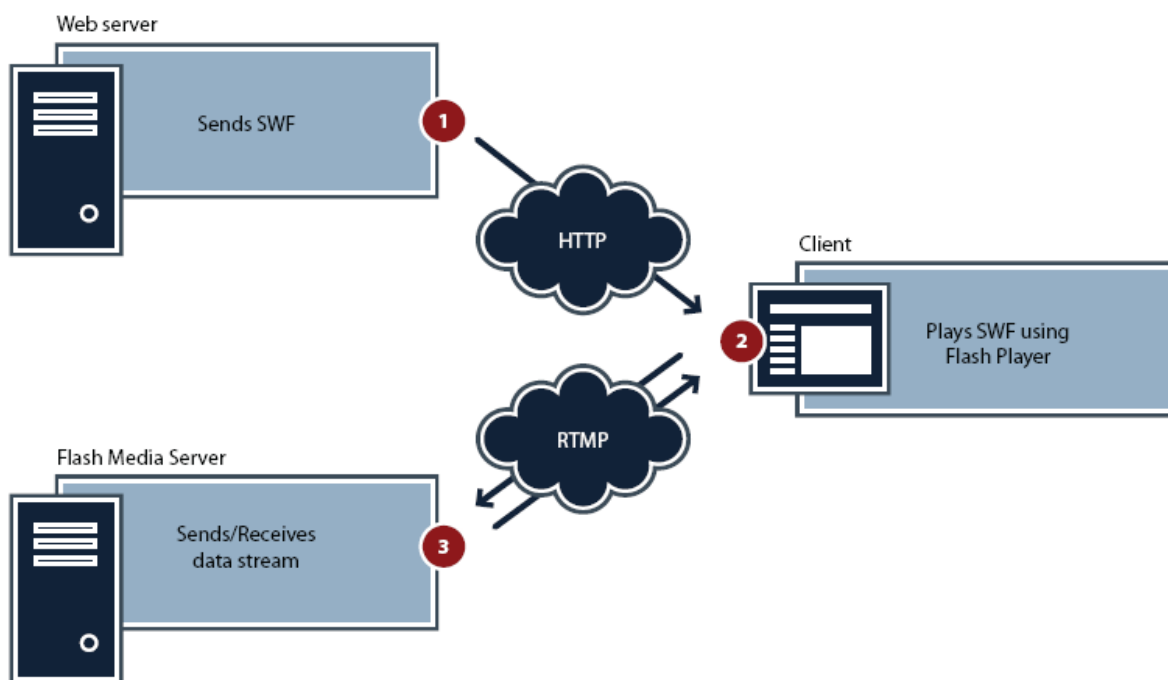 Web server
Sends SWF
1
HTTP
Client
2
Plays SWF using
Flash Player
RTMP
Flash Media Server
Sends/Receives
data stream
3